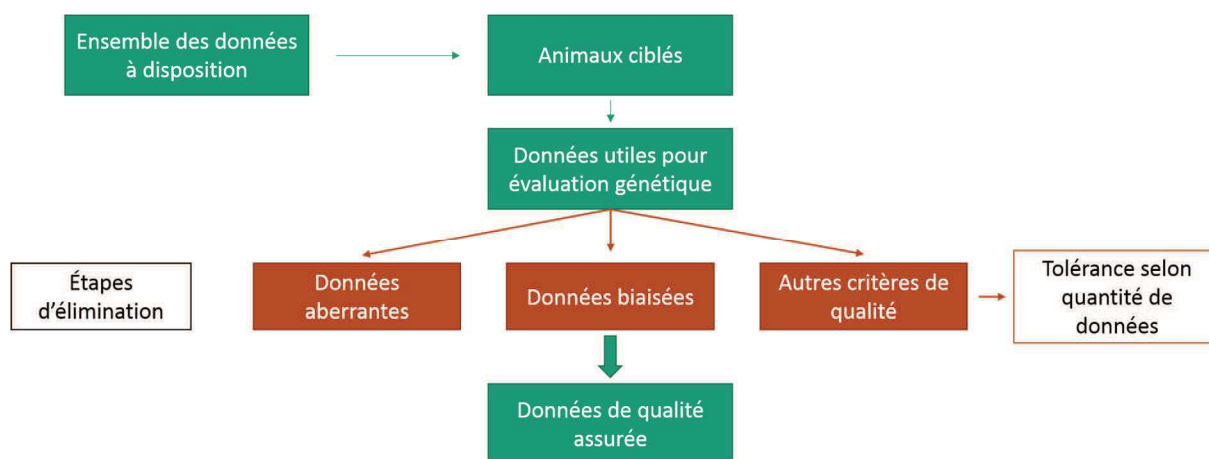 Ensemble des données
à disposition
Animaux ciblés
Données utiles pour
évaluation génétique
Étapes
d'élimination
Données
aberrantes
Données biaisées
Autres critères de
qualité
Tolérance selon
quantité de
données
Données de qualité
assurée